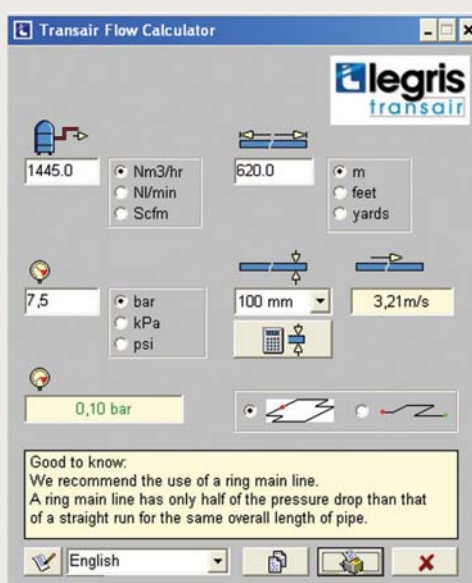 Transair Flow Calculator
legris
transair
1445.0
Nm3/hr
Nl/min
Scfm
620.0
m
feet
yards
7,5
bar
kPa
psi
100 mm
3,21m/s
0,10 bar
Good to know:
We recommend the use of a ring main line.
A ring main line has only half of the pressure drop than that
of a straight run for the same overall length of pipe.
English